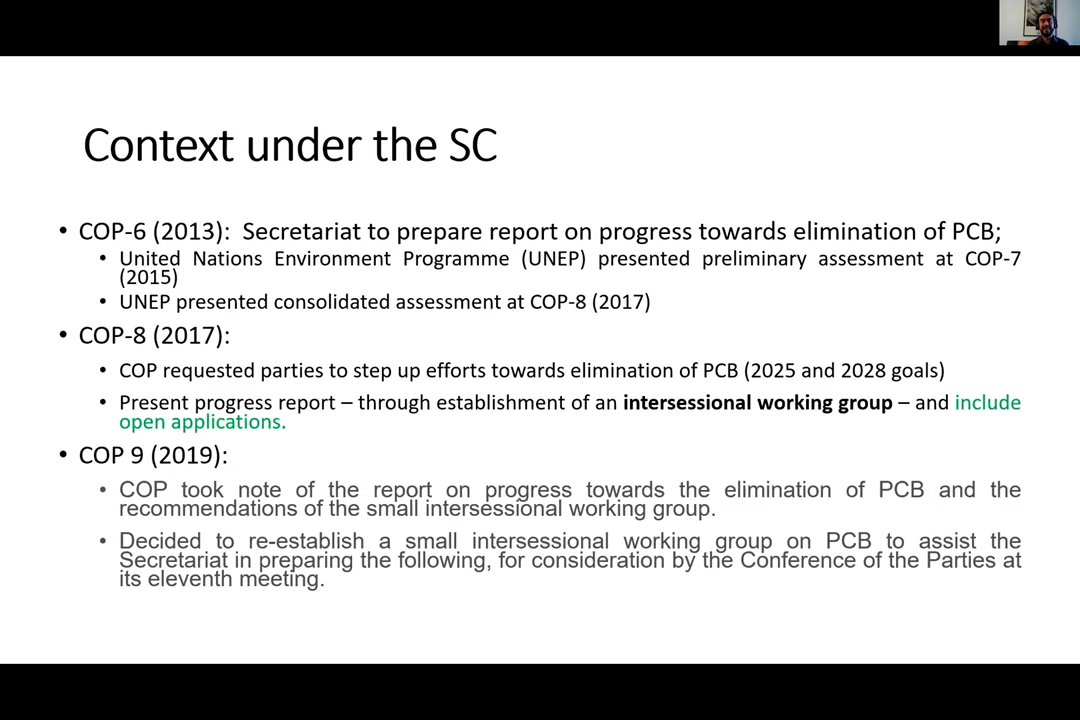 Context under the SC
• COP-6 (2013):  Secretariat to prepare report on progress towards elimination of PCB;
• United Nations Environment Programme (UNEP) presented preliminary assessment at COP-7
(2015)
• UNEP presented consolidated assessment at COP-8 (2017)
• COP-8 (2017):
• COP requested parties to step up efforts towards elimination of PCB (2025 and 2028 goals)
• Present progress report – through establishment of an intersessional working group – and include
open applications.
• COP 9 (2019):
• COP took note of the report on progress towards the elimination of PCB and the
recommendations of the small intersessional working group.
• Decided to re-establish a small intersessional working group on PCB to assist the
Secretariat in preparing the following, for consideration by the Conference of the Parties at
its eleventh meeting.